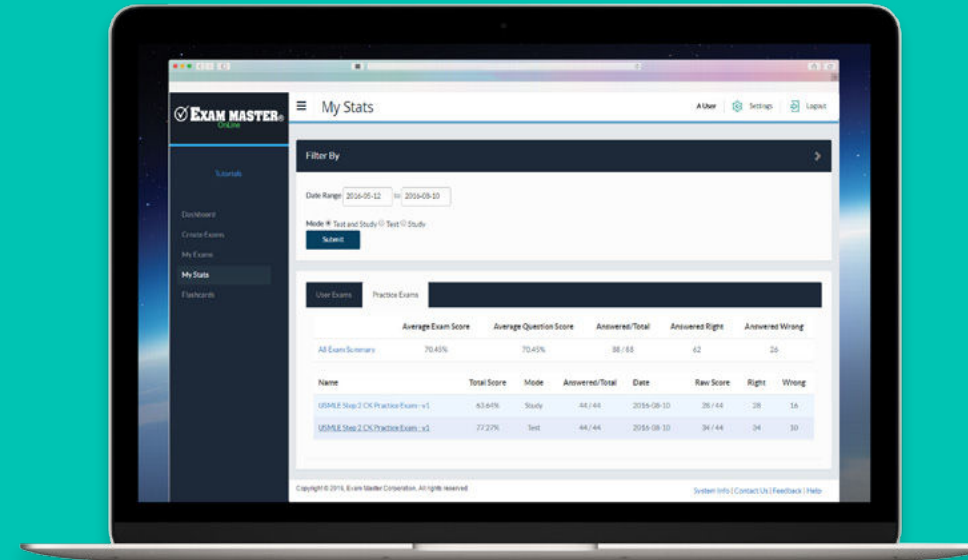 EXAM MASTER®
OnLine
My Stats
A User
Settings
Logout
Tutorials
Dashboard
Create Exams
My Exams
My Stats
Flashcards
Filter By
Date Range 2016-05-12 to 2016-08-10
Mode Test and Study Test Study
Submit
User Exams Practice Exams
Average Exam Score Average Question Score Answered/Total Answered Right Answered Wrong
All Exam Summary 70.45% 70.45% 88/88 62 26
Name Total Score Mode Answered/Total Date Raw Score Right Wrong
USMLE Step 2 CK Practice Exam - v1 63.64% Study 44/44 2016-08-10 28/44 28 16
USMLE Step 2 CK Practice Exam - v1 77.27% Test 44/44 2016-08-10 34/44 34 10
Copyright © 2016, Exam Master Corporation. All rights reserved.
System Info | Contact Us | Feedback | Help